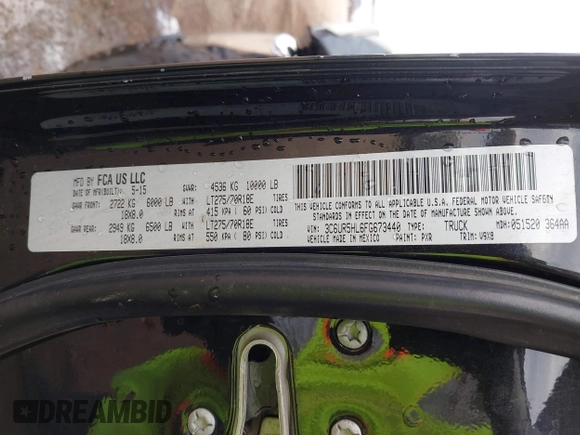 MFD BY FCA US LLC
DATE OF MFR(BUILT): 5-15 GVWR: 4536 KG 10000 LB
GAWR FRONT: 2722 KG 6000 LB WITH LT275/70R18E TIRES
18X8.0 RIMS AT 415 KPA ( 60 PSI) COLD
GAWR REAR: 2949 KG 6500 LB WITH LT275/70R18E TIRES
18X8.0 RIMS AT 550 KPA ( 80 PSI) COLD
THIS VEHICLE CONFORMS TO ALL APPLICABLE U.S.A. FEDERAL MOTOR VEHICLE SAFETY
STANDARDS IN EFFECT ON THE DATE OF MANUFACTURE SHOWN ABOVE.
VIN: 3C6UR5HL6FG673440 TYPE: TRUCK MDH: 051520 364AA
VEHICLE MADE IN MEXICO PAINT: PXR TRIM: V9X8
DREAMBID